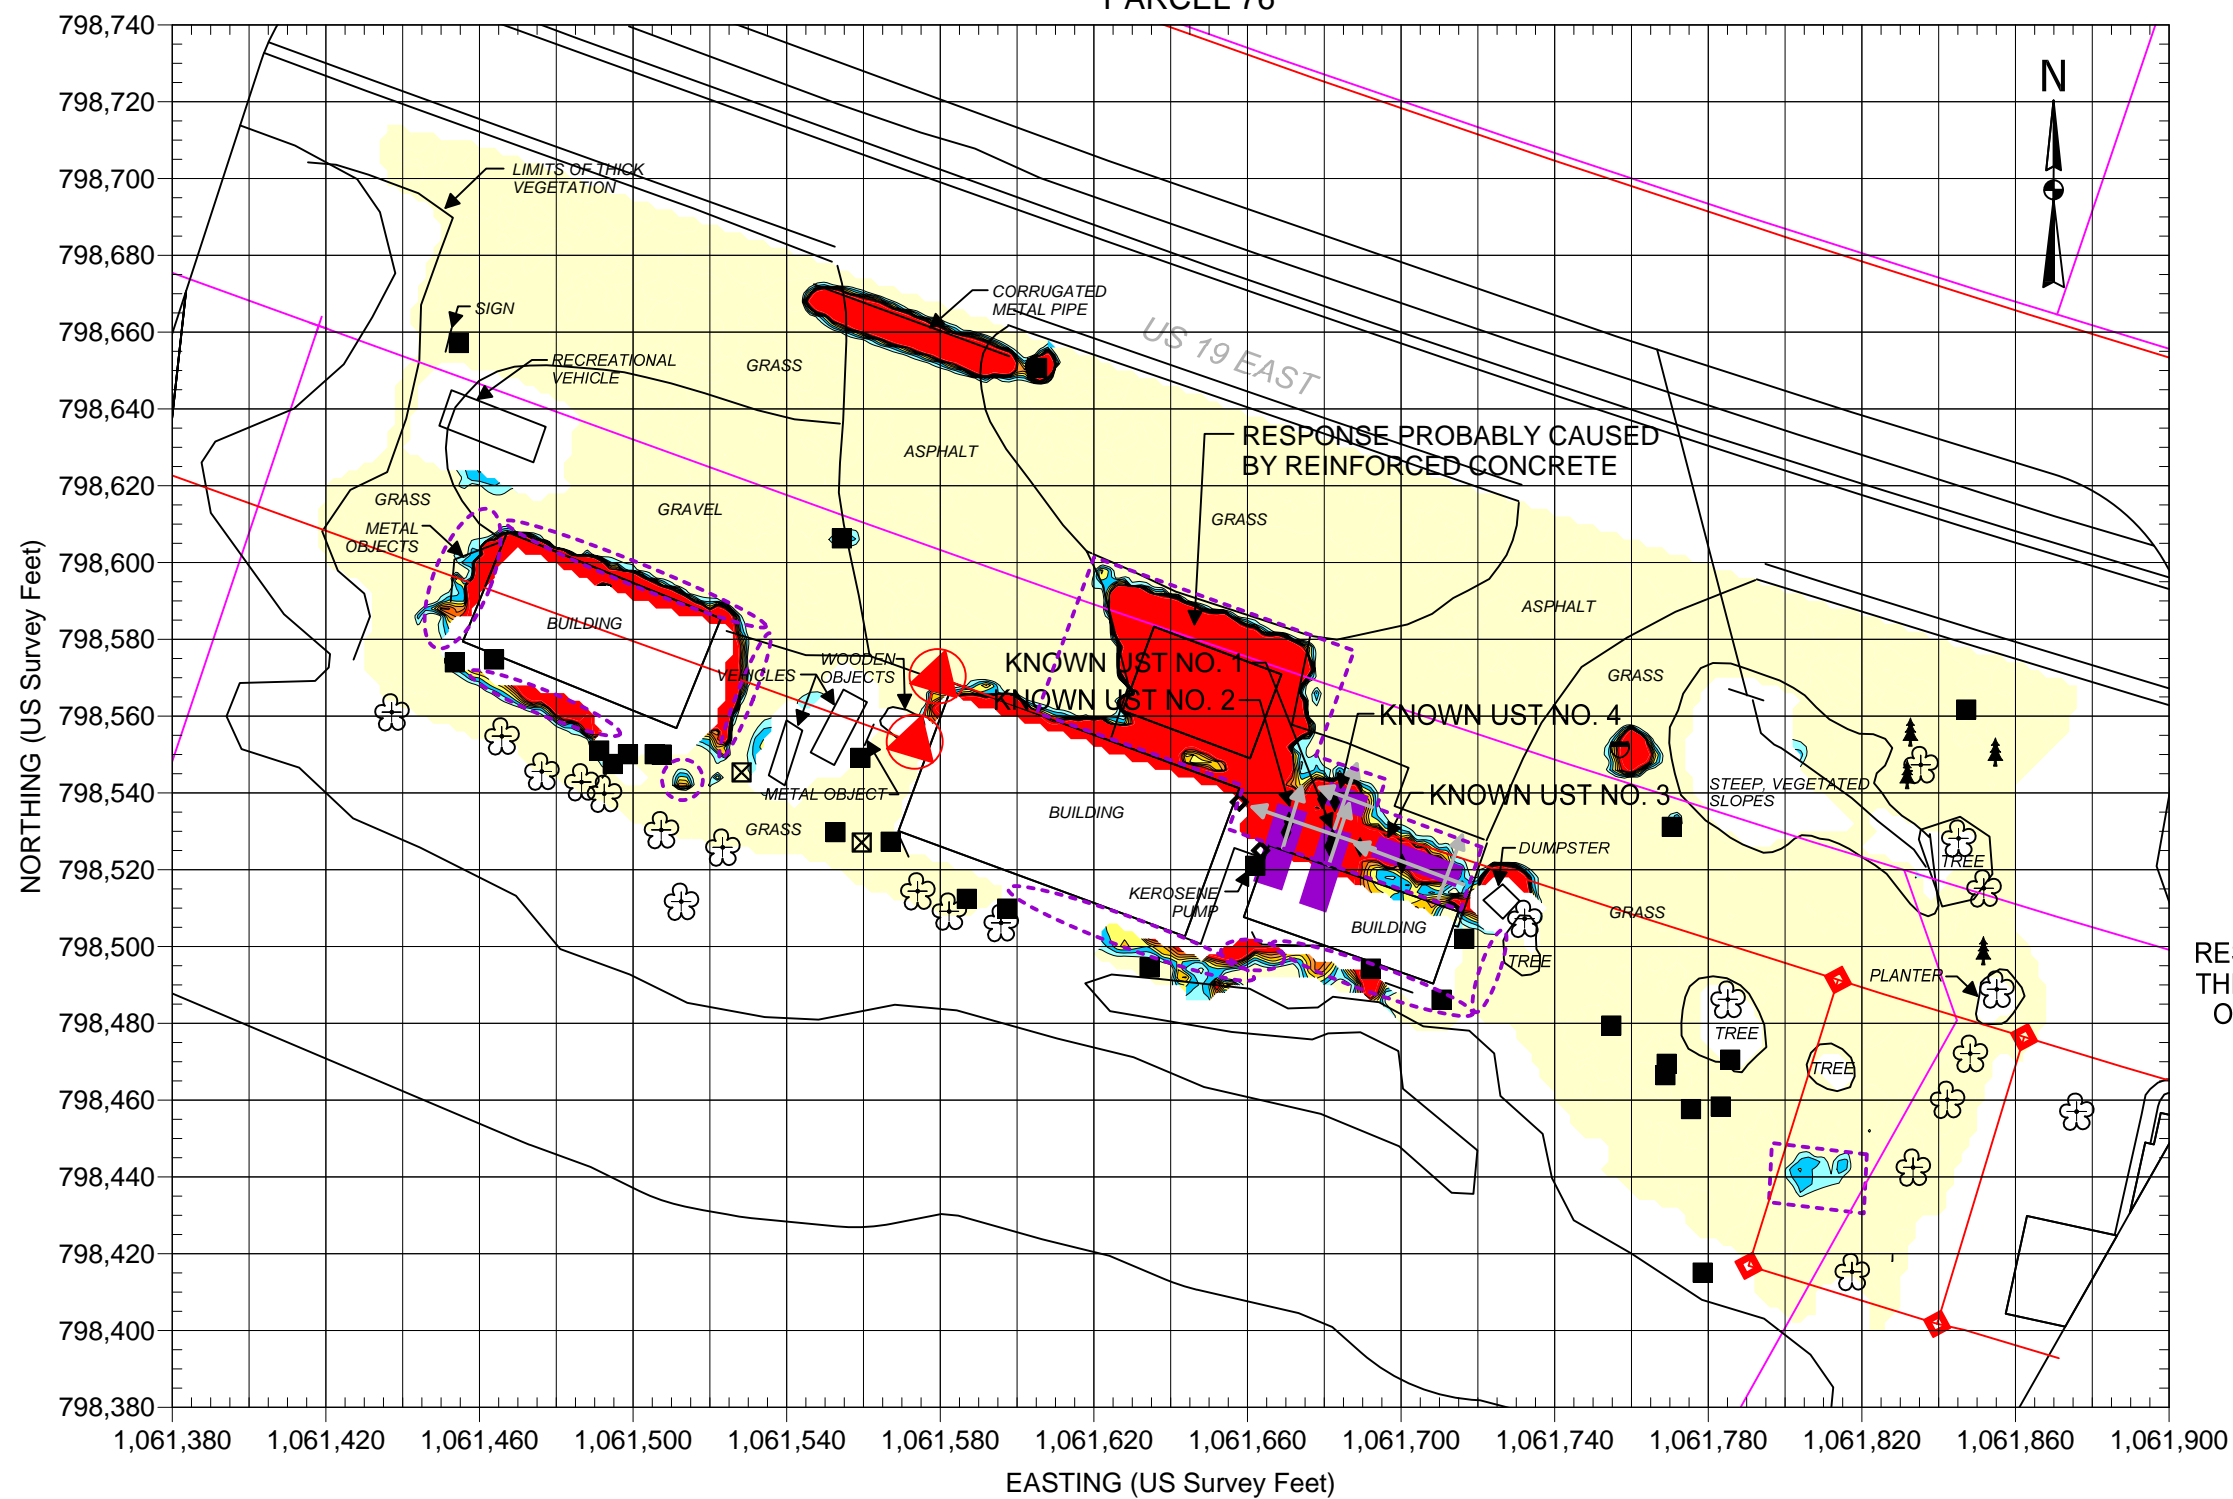 PARCEL 76
798,740
798,720
798,700
798,680
798,660
798,640
798,620
798,600
798,580
798,560
798,540
798,520
798,500
798,480
798,460
798,440
798,420
798,400
798,380
NORTHING (US Survey Feet)
N
LIMITS OF THICK
VEGETATION
SIGN
RECREATIONAL
VEHICLE
GRASS
CORRUGATED
METAL PIPE
US 19 EAST
ASPHALT
RESPONSE PROBABLY CAUSED
BY REINFORCED CONCRETE
GRASS
GRAVEL
GRASS
METAL
OBJECTS
BUILDING
ASPHALT
WOODEN
OBJECTS
VEHICLES
KNOWN UST NO. 1
KNOWN UST NO. 2
KNOWN UST NO. 4
GRASS
KNOWN UST NO. 3
STEEP, VEGETATED
SLOPES
METAL OBJECT
GRASS
BUILDING
DUMPSTER
TREE
KEROSENE
PUMP
BUILDING
GRASS
TREE
PLANTER
TREE
TREE
RES
TH
O
1,061,380
1,061,420
1,061,460
1,061,500
1,061,540
1,061,580
1,061,620
1,061,660
1,061,700
1,061,740
1,061,780
1,061,820
1,061,860
1,061,900
EASTING (US Survey Feet)